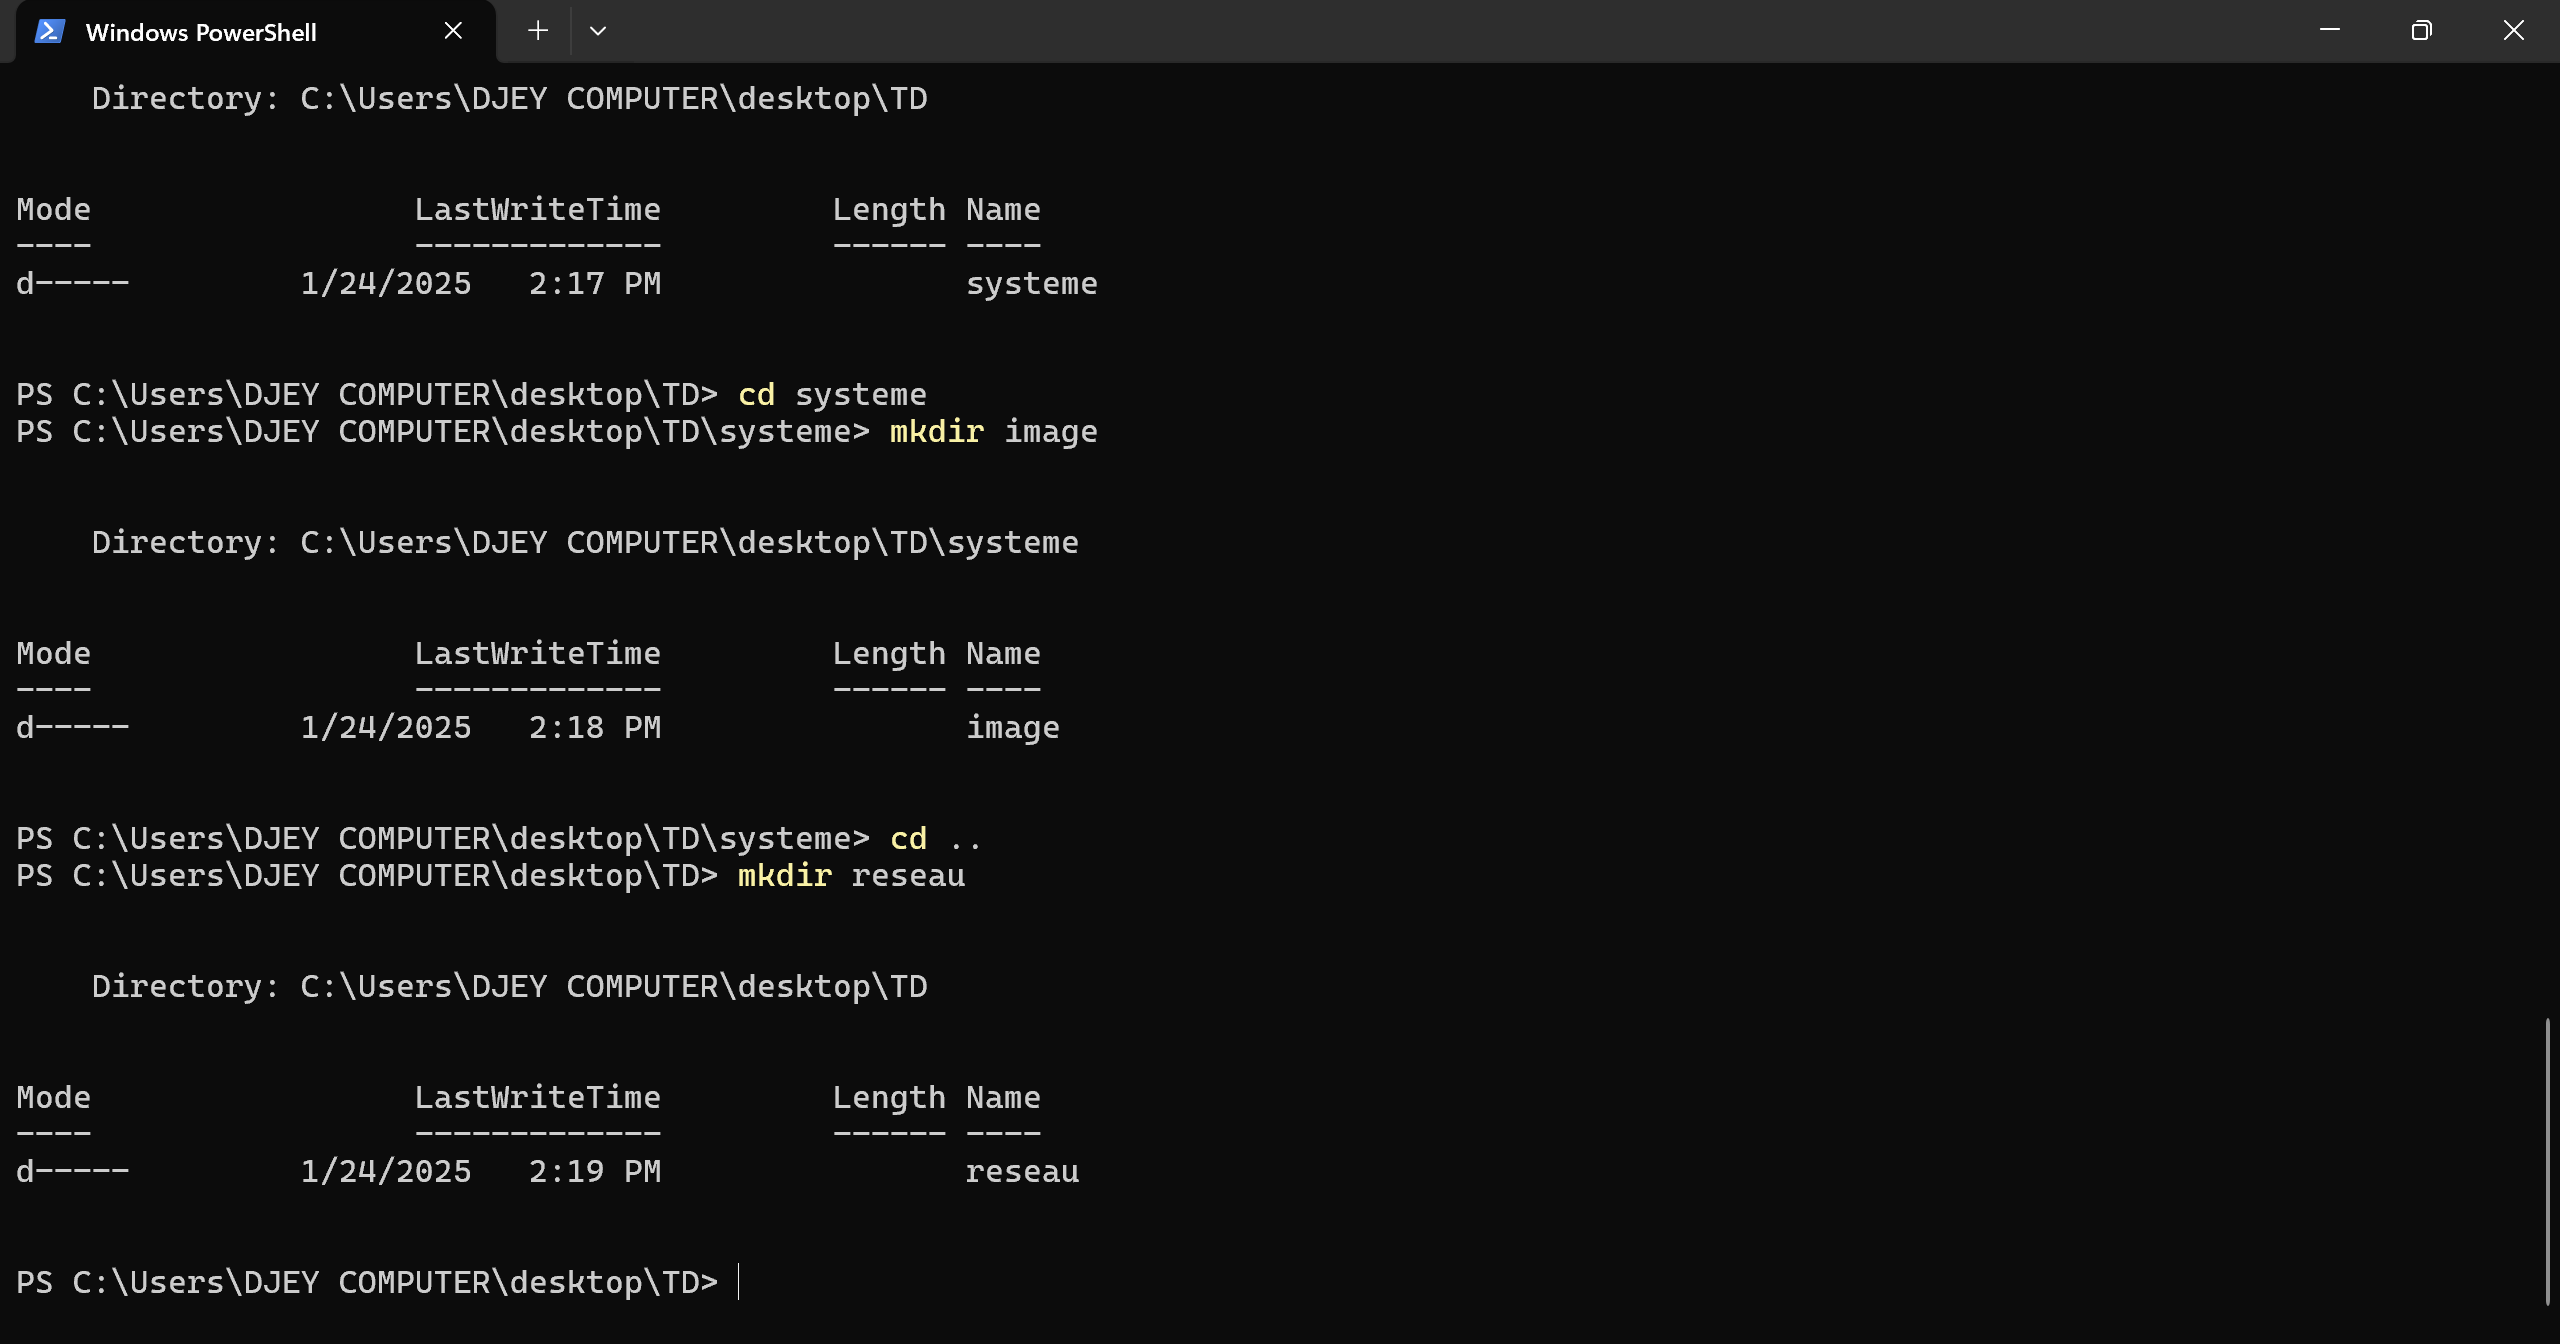 Windows PowerShell
Directory: C:\Users\DJEY COMPUTER\desktop\TD
Mode                 LastWriteTime         Length Name
----                 -------------         ------ ----
d-----         1/24/2025   2:17 PM                systeme
PS C:\Users\DJEY COMPUTER\desktop\TD> cd systeme
PS C:\Users\DJEY COMPUTER\desktop\TD\systeme> mkdir image
Directory: C:\Users\DJEY COMPUTER\desktop\TD\systeme
Mode                 LastWriteTime         Length Name
----                 -------------         ------ ----
d-----         1/24/2025   2:18 PM                image
PS C:\Users\DJEY COMPUTER\desktop\TD\systeme> cd ..
PS C:\Users\DJEY COMPUTER\desktop\TD> mkdir reseau
Directory: C:\Users\DJEY COMPUTER\desktop\TD
Mode                 LastWriteTime         Length Name
----                 -------------         ------ ----
d-----         1/24/2025   2:19 PM                reseau
PS C:\Users\DJEY COMPUTER\desktop\TD>